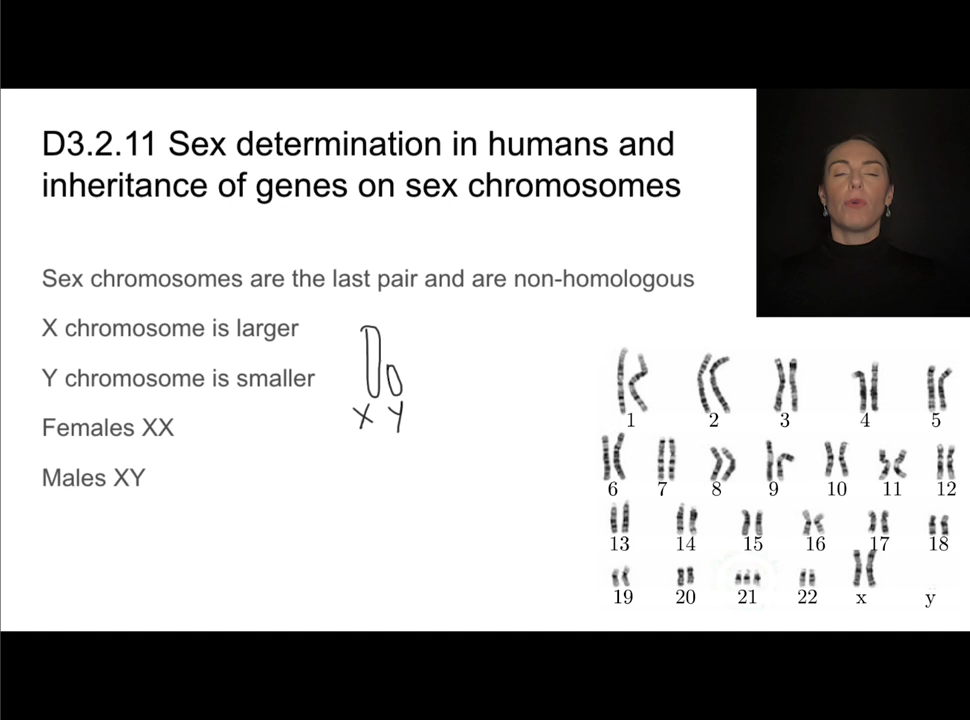 D3.2.11 Sex determination in humans and
inheritance of genes on sex chromosomes
Sex chromosomes are the last pair and are non-homologous
X chromosome is larger
Y chromosome is smaller
X Y
Females XX
Males XY
1 2 3 4 5
6 7 8 9 10 11 12
13 14 15 16 17 18
19 20 21 22 x y